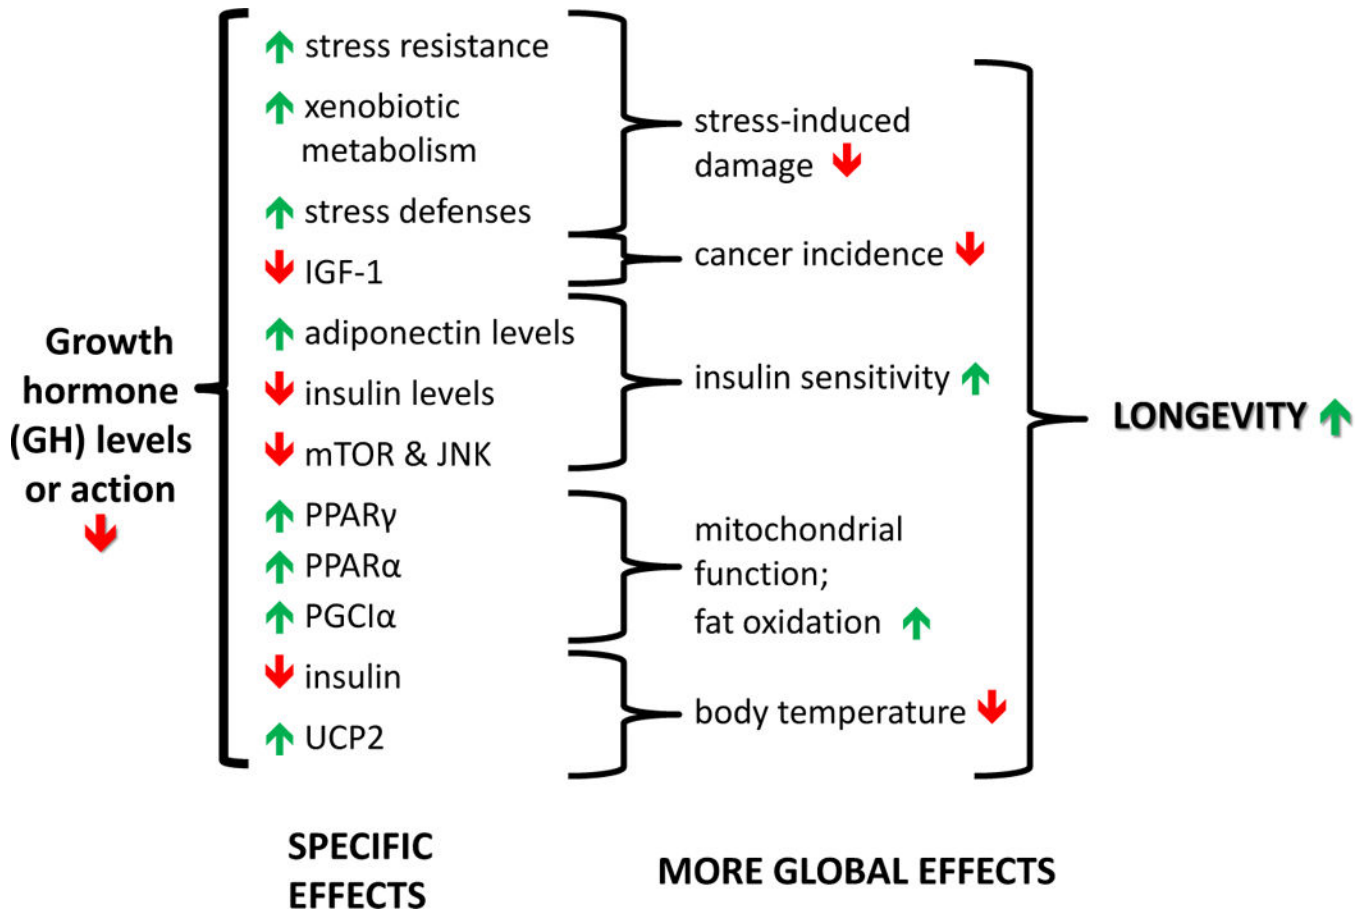 Growth
hormone
(GH) levels
or action
stress resistance
xenobiotic
metabolism
stress defenses
IGF-1
adiponectin levels
insulin levels
mTOR & JNK
PPARγ
PPARα
PGCIα
insulin
UCP2
SPECIFIC
EFFECTS
stress-induced
damage
cancer incidence
insulin sensitivity
mitochondrial
function;
fat oxidation
body temperature
MORE GLOBAL EFFECTS
LONGEVITY